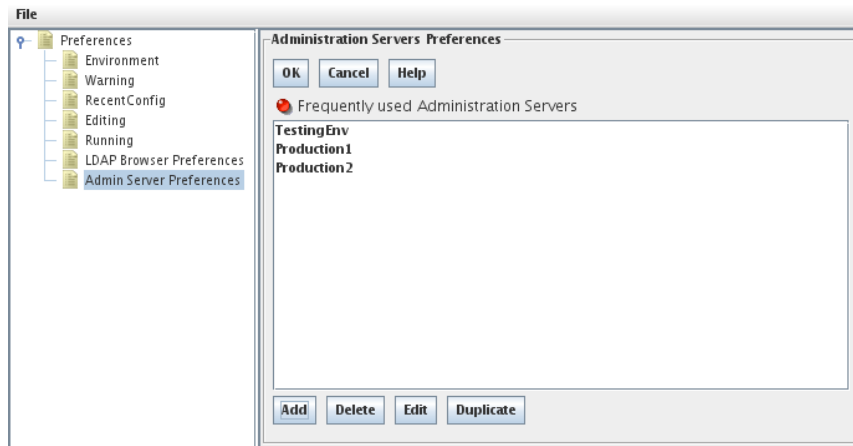 File
Preferences
Environment
Warning
RecentConfig
Editing
Running
LDAP Browser Preferences
Admin Server Preferences
Administration Servers Preferences
OK Cancel Help
Frequently used Administration Servers
TestingEnv
Production1
Production2
Add Delete Edit Duplicate